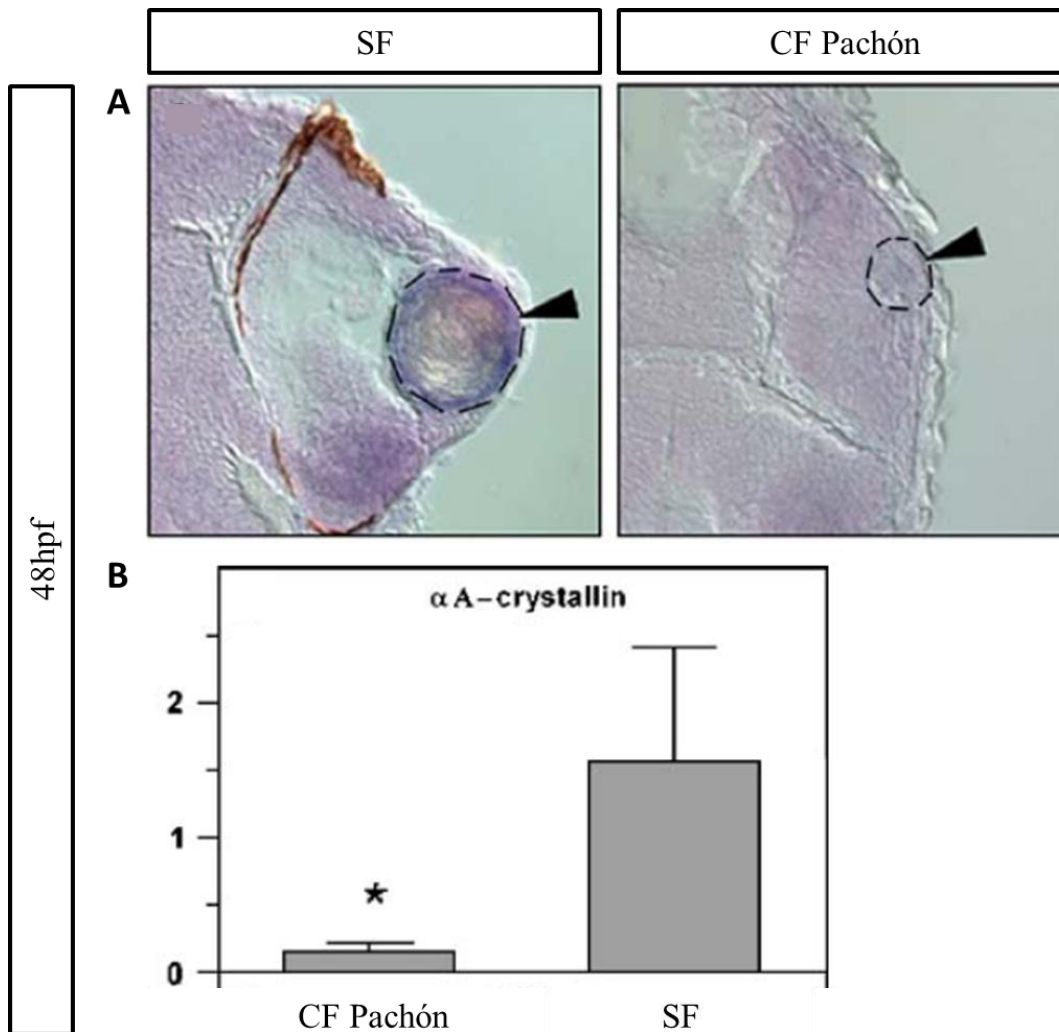 SF
CF Pachón
48hpf
A
B
αA-crystallin
2
1
★
0
CF Pachón
SF